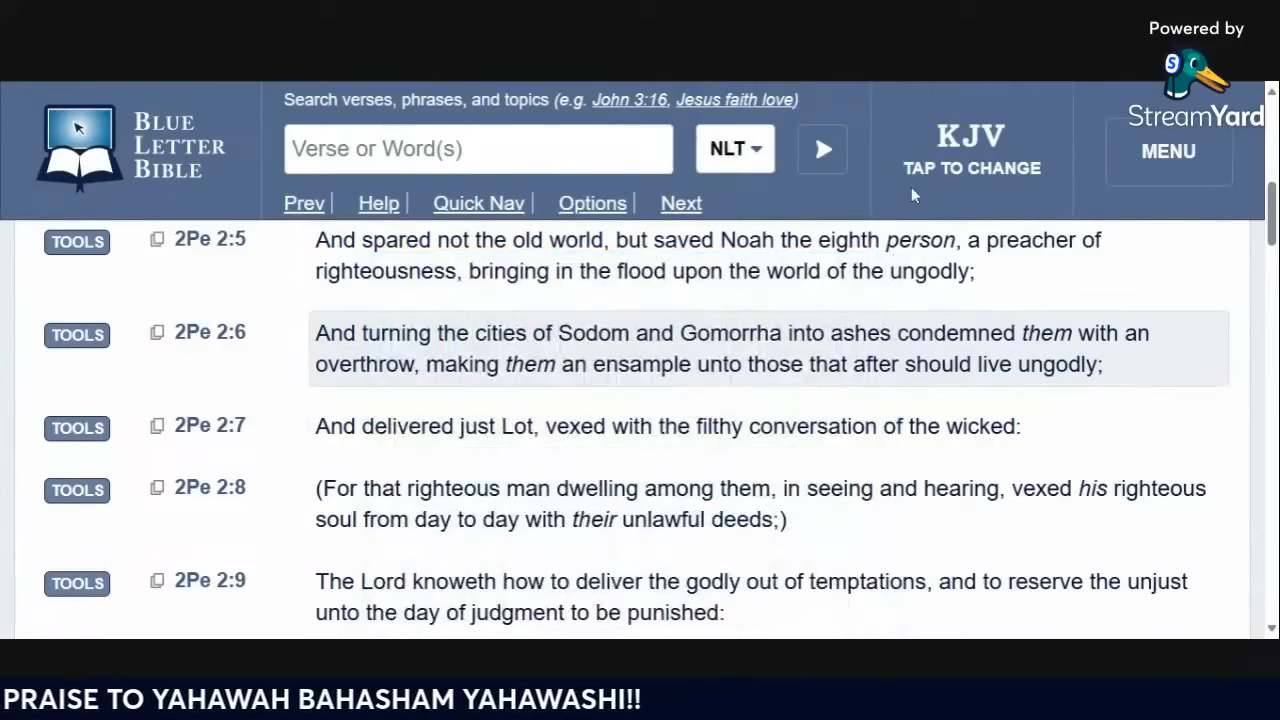 Powered by
StreamYard
BLUE
LETTER
BIBLE
Search verses, phrases, and topics (e.g. John 3:16, Jesus faith love)
Verse or Word(s)
NLT
KJV
TAP TO CHANGE
MENU
Prev
Help
Quick Nav
Options
Next
TOOLS 2Pe 2:5 And spared not the old world, but saved Noah the eighth person, a preacher of
righteousness, bringing in the flood upon the world of the ungodly;
TOOLS 2Pe 2:6 And turning the cities of Sodom and Gomorrha into ashes condemned them with an
overthrow, making them an ensample unto those that after should live ungodly;
TOOLS 2Pe 2:7 And delivered just Lot, vexed with the filthy conversation of the wicked:
TOOLS 2Pe 2:8 (For that righteous man dwelling among them, in seeing and hearing, vexed his righteous
soul from day to day with their unlawful deeds;)
TOOLS 2Pe 2:9 The Lord knoweth how to deliver the godly out of temptations, and to reserve the unjust
unto the day of judgment to be punished:
PRAISE TO YAHAWAH BAHASHAM YAHAWASHI!!